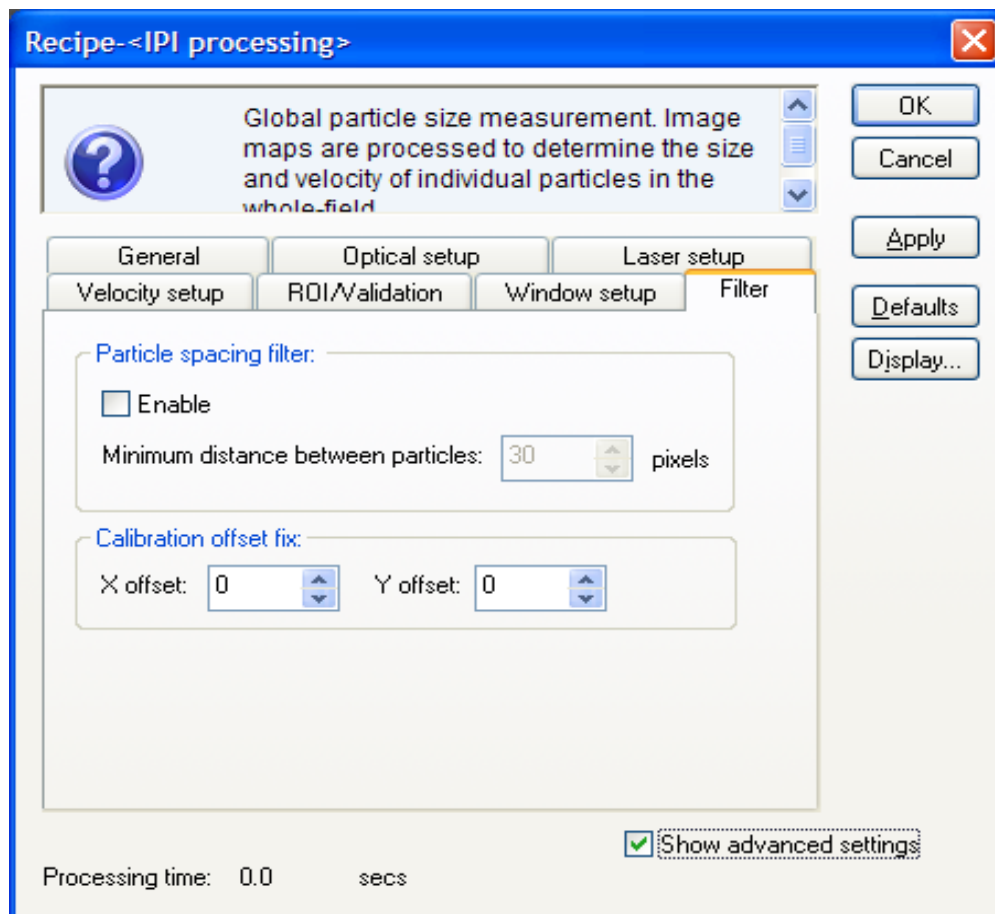 Recipe-<IPI processing>
Global particle size measurement. Image
maps are processed to determine the size
and velocity of individual particles in the
whole-field
OK
Cancel
Apply
Defaults
Display...
General
Optical setup
Laser setup
Velocity setup
ROI/Validation
Window setup
Filter
Particle spacing filter:
Enable
Minimum distance between particles: 30 pixels
Calibration offset fix:
X offset: 0 Y offset: 0
Show advanced settings
Processing time: 0.0 secs